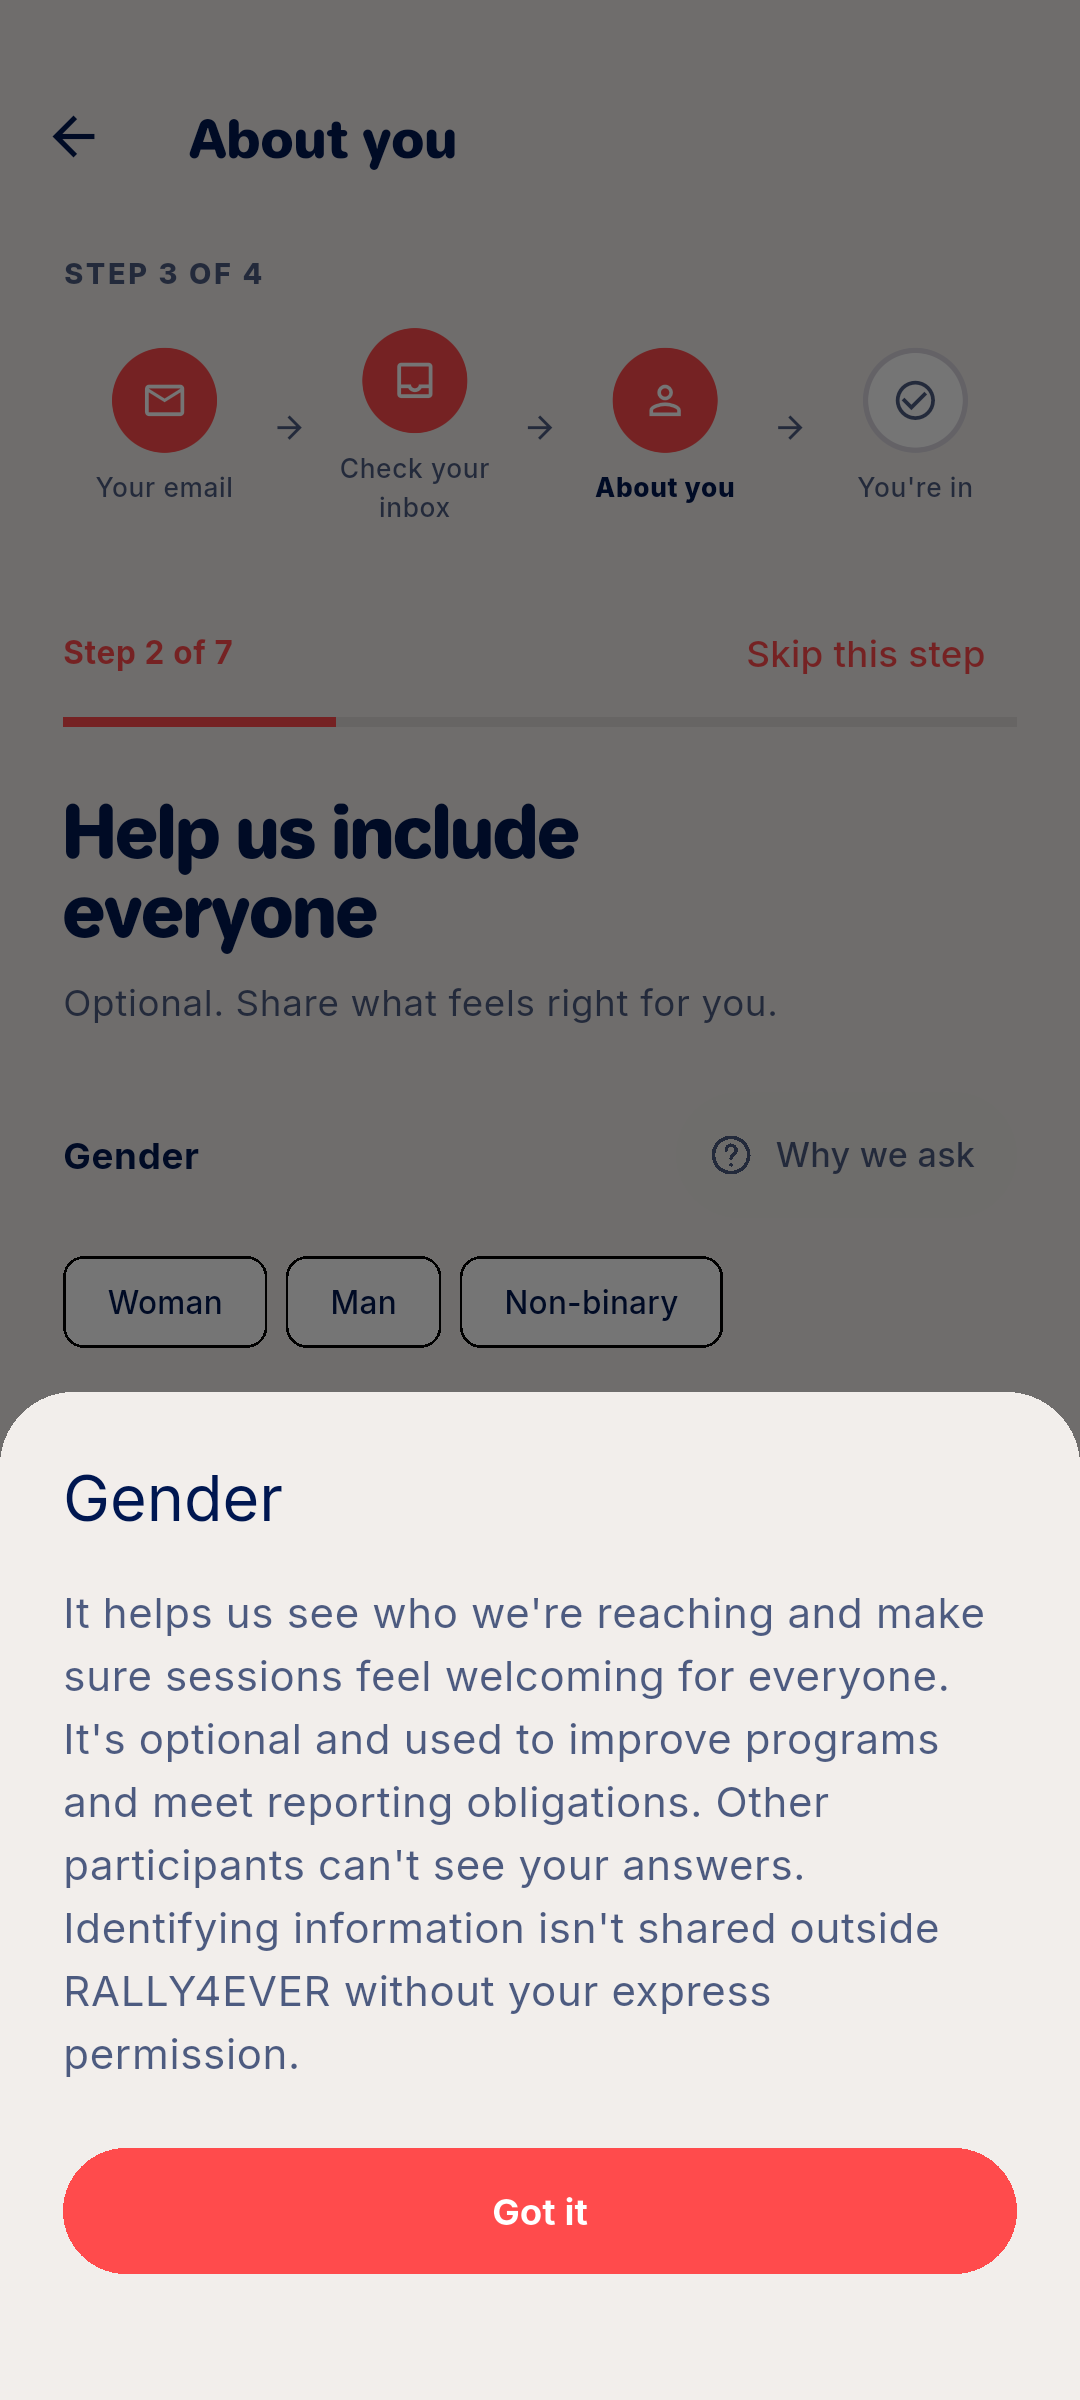 About you
STEP 3 OF 4
Your email
Check your
inbox
About you
You're in
Step 2 of 7
Skip this step
Help us include
everyone
Optional. Share what feels right for you.
Gender
Why we ask
Woman
Man
Non-binary
Gender
It helps us see who we're reaching and make
sure sessions feel welcoming for everyone.
It's optional and used to improve programs
and meet reporting obligations. Other
participants can't see your answers.
Identifying information isn't shared outside
RALLY4EVER without your express
permission.
Got it